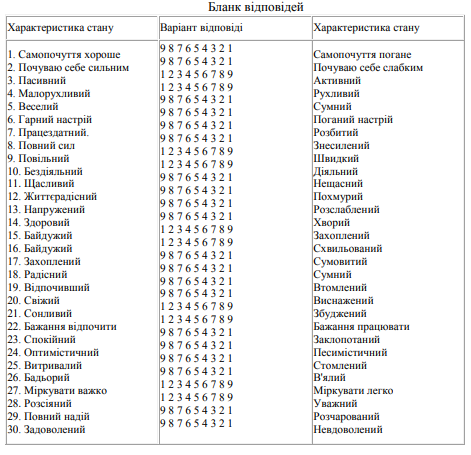 Бланк відповідей
Характеристика стану Варіант відповіді Характеристика стану
1. Самопочуття хороше 9 8 7 6 5 4 3 2 1 Самопочуття погане
2. Почуваю себе сильним 9 8 7 6 5 4 3 2 1 Почуваю себе слабким
3. Пасивний 1 2 3 4 5 6 7 8 9 Активний
4. Малорухливий 1 2 3 4 5 6 7 8 9 Рухливий
5. Веселий 9 8 7 6 5 4 3 2 1 Сумний
6. Гарний настрій 9 8 7 6 5 4 3 2 1 Поганий настрій
7. Працездатний. 9 8 7 6 5 4 3 2 1 Розбитий
8. Повний сил 9 8 7 6 5 4 3 2 1 Знесилений
9. Повільний 1 2 3 4 5 6 7 8 9 Швидкий
10. Бездіяльний 1 2 3 4 5 6 7 8 9 Діяльний
11. Щасливий 9 8 7 6 5 4 3 2 1 Нещасний
12. Життєрадісний 9 8 7 6 5 4 3 2 1 Похмурий
13. Напружений 9 8 7 6 5 4 3 2 1 Розслаблений
14. Здоровий 9 8 7 6 5 4 3 2 1 Хворий
15. Байдужий 1 2 3 4 5 6 7 8 9 Захоплений
16. Байдужий 1 2 3 4 5 6 7 8 9 Схвильований
17. Захоплений 9 8 7 6 5 4 3 2 1 Сумовитий
18. Радісний 9 8 7 6 5 4 3 2 1 Сумний
19. Відпочивший 9 8 7 6 5 4 3 2 1 Втомлений
20. Свіжий 9 8 7 6 5 4 3 2 1 Виснажений
21. Сонливий 1 2 3 4 5 6 7 8 9 Збуджений
22. Бажання відпочити 1 2 3 4 5 6 7 8 9 Бажання працювати
23. Спокійний 9 8 7 6 5 4 3 2 1 Заклопотаний
24. Оптимістичний 9 8 7 6 5 4 3 2 1 Песимістичний
25. Витривалий 9 8 7 6 5 4 3 2 1 Стомлений
26. Бадьорий 9 8 7 6 5 4 3 2 1 В'ялий
27. Міркувати важко 1 2 3 4 5 6 7 8 9 Міркувати легко
28. Розсіяний 1 2 3 4 5 6 7 8 9 Уважний
29. Повний надій 9 8 7 6 5 4 3 2 1 Розчарований
30. Задоволений 9 8 7 6 5 4 3 2 1 Невдоволений